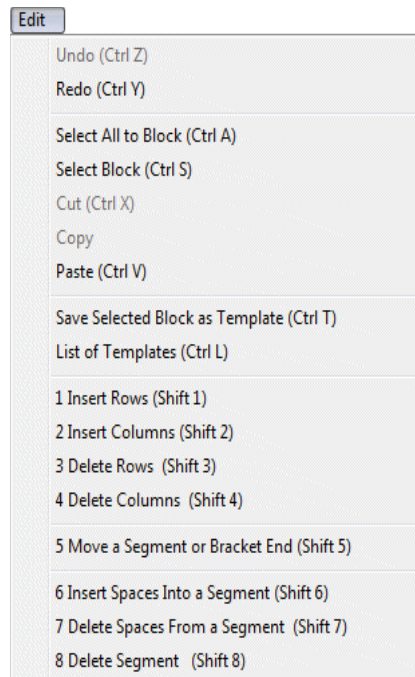 Edit
Undo (Ctrl Z)
Redo (Ctrl Y)
Select All to Block (Ctrl A)
Select Block (Ctrl S)
Cut (Ctrl X)
Copy
Paste (Ctrl V)
Save Selected Block as Template (Ctrl T)
List of Templates (Ctrl L)
1 Insert Rows (Shift 1)
2 Insert Columns (Shift 2)
3 Delete Rows  (Shift 3)
4 Delete Columns  (Shift 4)
5 Move a Segment or Bracket End (Shift 5)
6 Insert Spaces Into a Segment (Shift 6)
7 Delete Spaces From a Segment  (Shift 7)
8 Delete Segment   (Shift 8)